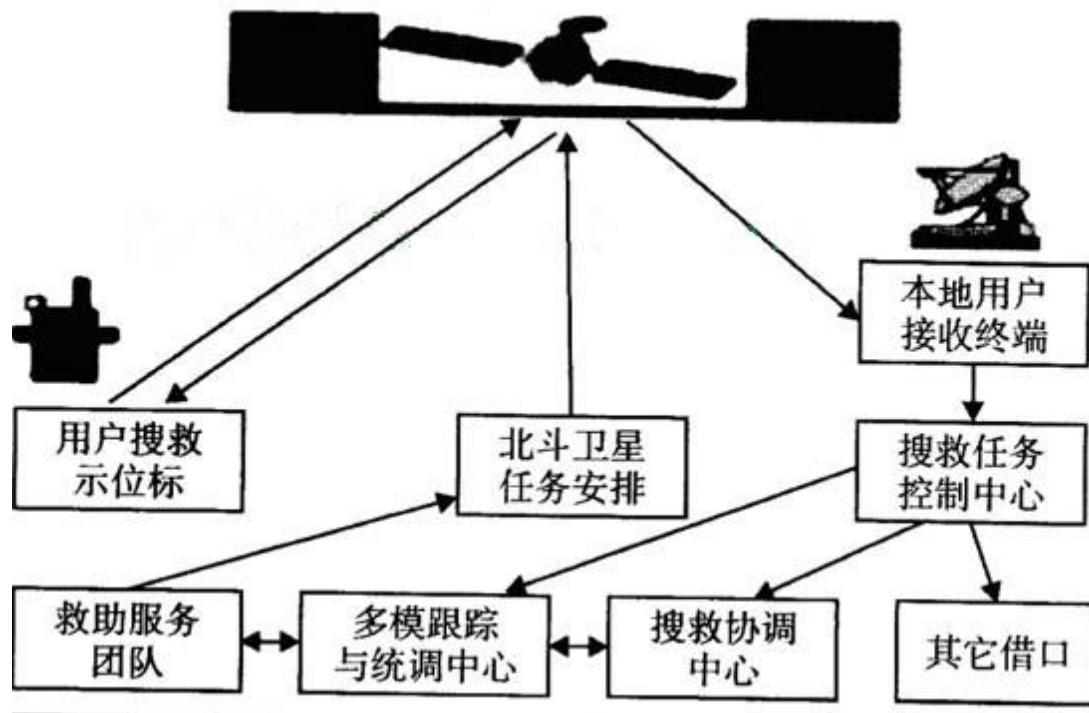 本地用户
接收终端
用户搜救
示位标
北斗卫星
任务安排
搜救任务
控制中心
救助服务
团队
多模跟踪
与统调中心
搜救协调
中心
其它借口